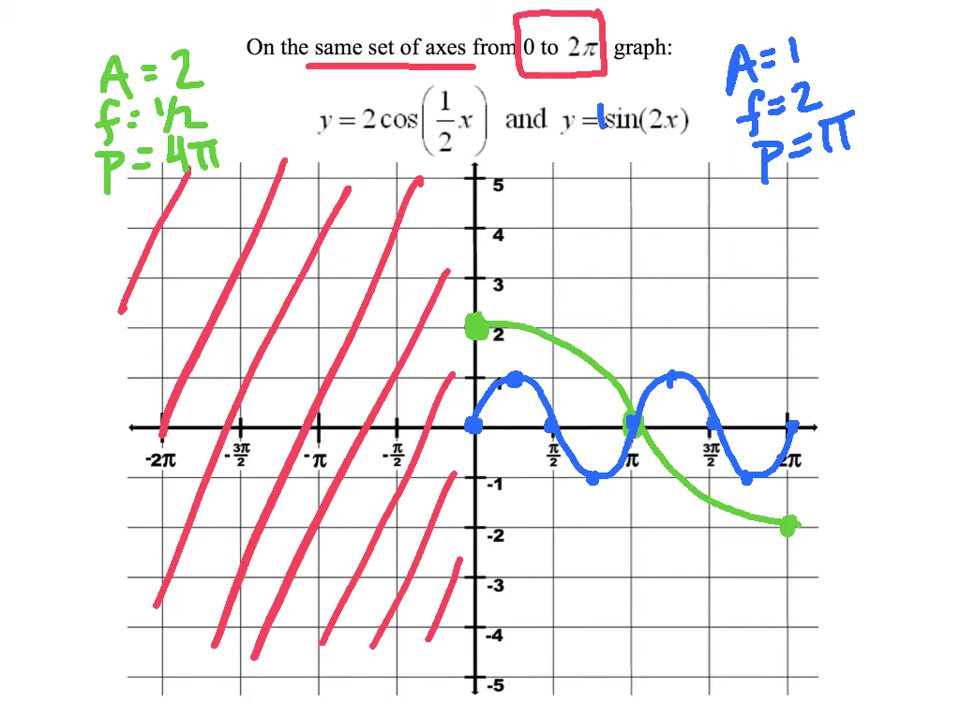 On the same set of axes from 0 to 2π graph:
A = 2
f = 1/2
P = 4π
y = 2cos(1/2 x) and y = 1sin(2x)
A = 1
f = 2
P = π
5
4
3
2
1
-2π -3π/2 -π -π/2 π/2 π 3π/2 2π
-1
-2
-3
-4
-5